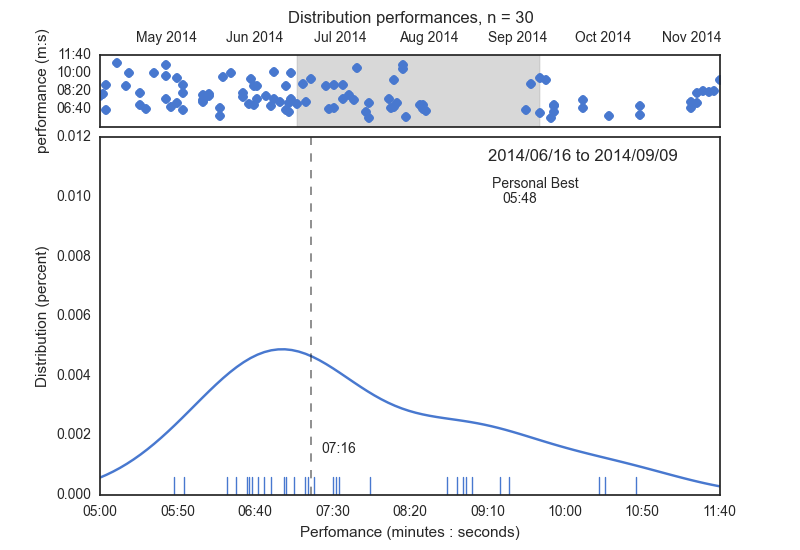 Distribution performances, n = 30
May 2014 Jun 2014 Jul 2014 Aug 2014 Sep 2014 Oct 2014 Nov 2014
performance (m:s)
11:40
10:00
08:20
06:40
Distribution (percent)
0.012
0.010
0.008
0.006
0.004
0.002
0.000
2014/06/16 to 2014/09/09
Personal Best
05:48
07:16
05:00 05:50 06:40 07:30 08:20 09:10 10:00 10:50 11:40
Perfomance (minutes : seconds)